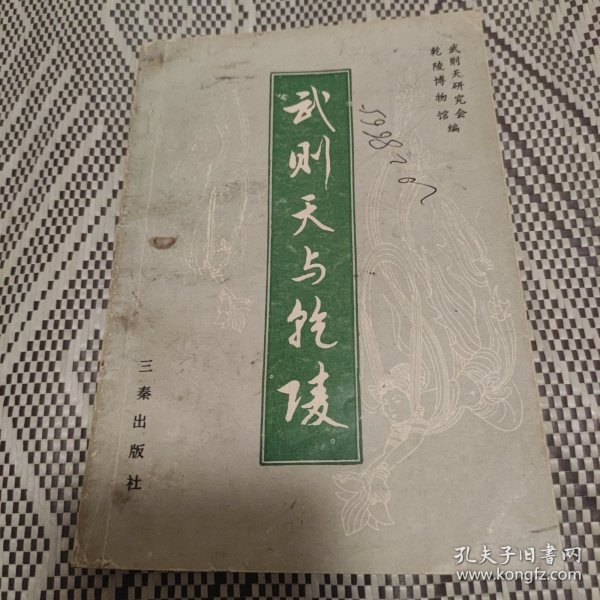 武则天研究会
乾陵博物馆 编
武则天与乾陵
三秦出版社
孔夫子旧书网
www.kongfz.com